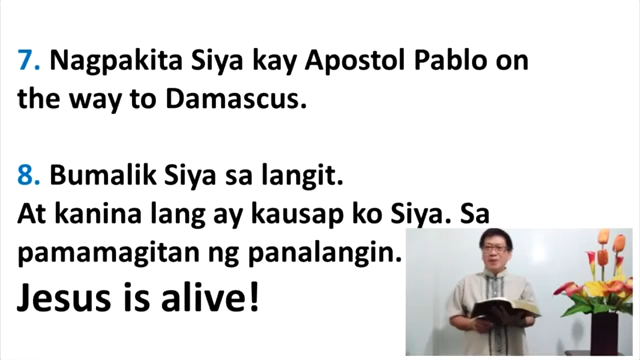 7. Nagpakita Siya kay Apostol Pablo on
the way to Damascus.
8. Bumalik Siya sa langit.
At kanina lang ay kausap ko Siya. Sa
pamamagitan ng panalangin.
Jesus is alive!